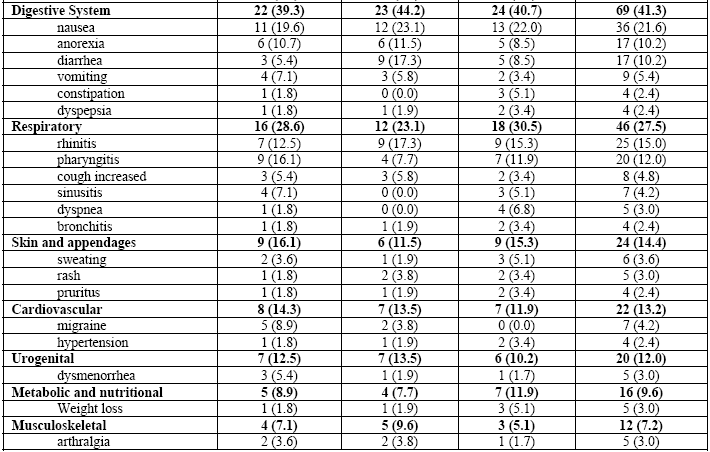 Digestive System 22 (39.3) 23 (44.2) 24 (40.7) 69 (41.3)
nausea 11 (19.6) 12 (23.1) 13 (22.0) 36 (21.6)
anorexia 6 (10.7) 6 (11.5) 5 (8.5) 17 (10.2)
diarrhea 3 (5.4) 9 (17.3) 5 (8.5) 17 (10.2)
vomiting 4 (7.1) 3 (5.8) 2 (3.4) 9 (5.4)
constipation 1 (1.8) 0 (0.0) 3 (5.1) 4 (2.4)
dyspepsia 1 (1.8) 1 (1.9) 2 (3.4) 4 (2.4)
Respiratory 16 (28.6) 12 (23.1) 18 (30.5) 46 (27.5)
rhinitis 7 (12.5) 9 (17.3) 9 (15.3) 25 (15.0)
pharyngitis 9 (16.1) 4 (7.7) 7 (11.9) 20 (12.0)
cough increased 3 (5.4) 3 (5.8) 2 (3.4) 8 (4.8)
sinusitis 4 (7.1) 0 (0.0) 3 (5.1) 7 (4.2)
dyspnea 1 (1.8) 0 (0.0) 4 (6.8) 5 (3.0)
bronchitis 1 (1.8) 1 (1.9) 2 (3.4) 4 (2.4)
Skin and appendages 9 (16.1) 6 (11.5) 9 (15.3) 24 (14.4)
sweating 2 (3.6) 1 (1.9) 3 (5.1) 6 (3.6)
rash 1 (1.8) 2 (3.8) 2 (3.4) 5 (3.0)
pruritus 1 (1.8) 1 (1.9) 2 (3.4) 4 (2.4)
Cardiovascular 8 (14.3) 7 (13.5) 7 (11.9) 22 (13.2)
migraine 5 (8.9) 2 (3.8) 0 (0.0) 7 (4.2)
hypertension 1 (1.8) 1 (1.9) 2 (3.4) 4 (2.4)
Urogenital 7 (12.5) 7 (13.5) 6 (10.2) 20 (12.0)
dysmenorrhea 3 (5.4) 1 (1.9) 1 (1.7) 5 (3.0)
Metabolic and nutritional 5 (8.9) 4 (7.7) 7 (11.9) 16 (9.6)
Weight loss 1 (1.8) 1 (1.9) 3 (5.1) 5 (3.0)
Musculoskeletal 4 (7.1) 5 (9.6) 3 (5.1) 12 (7.2)
arthralgia 2 (3.6) 2 (3.8) 1 (1.7) 5 (3.0)